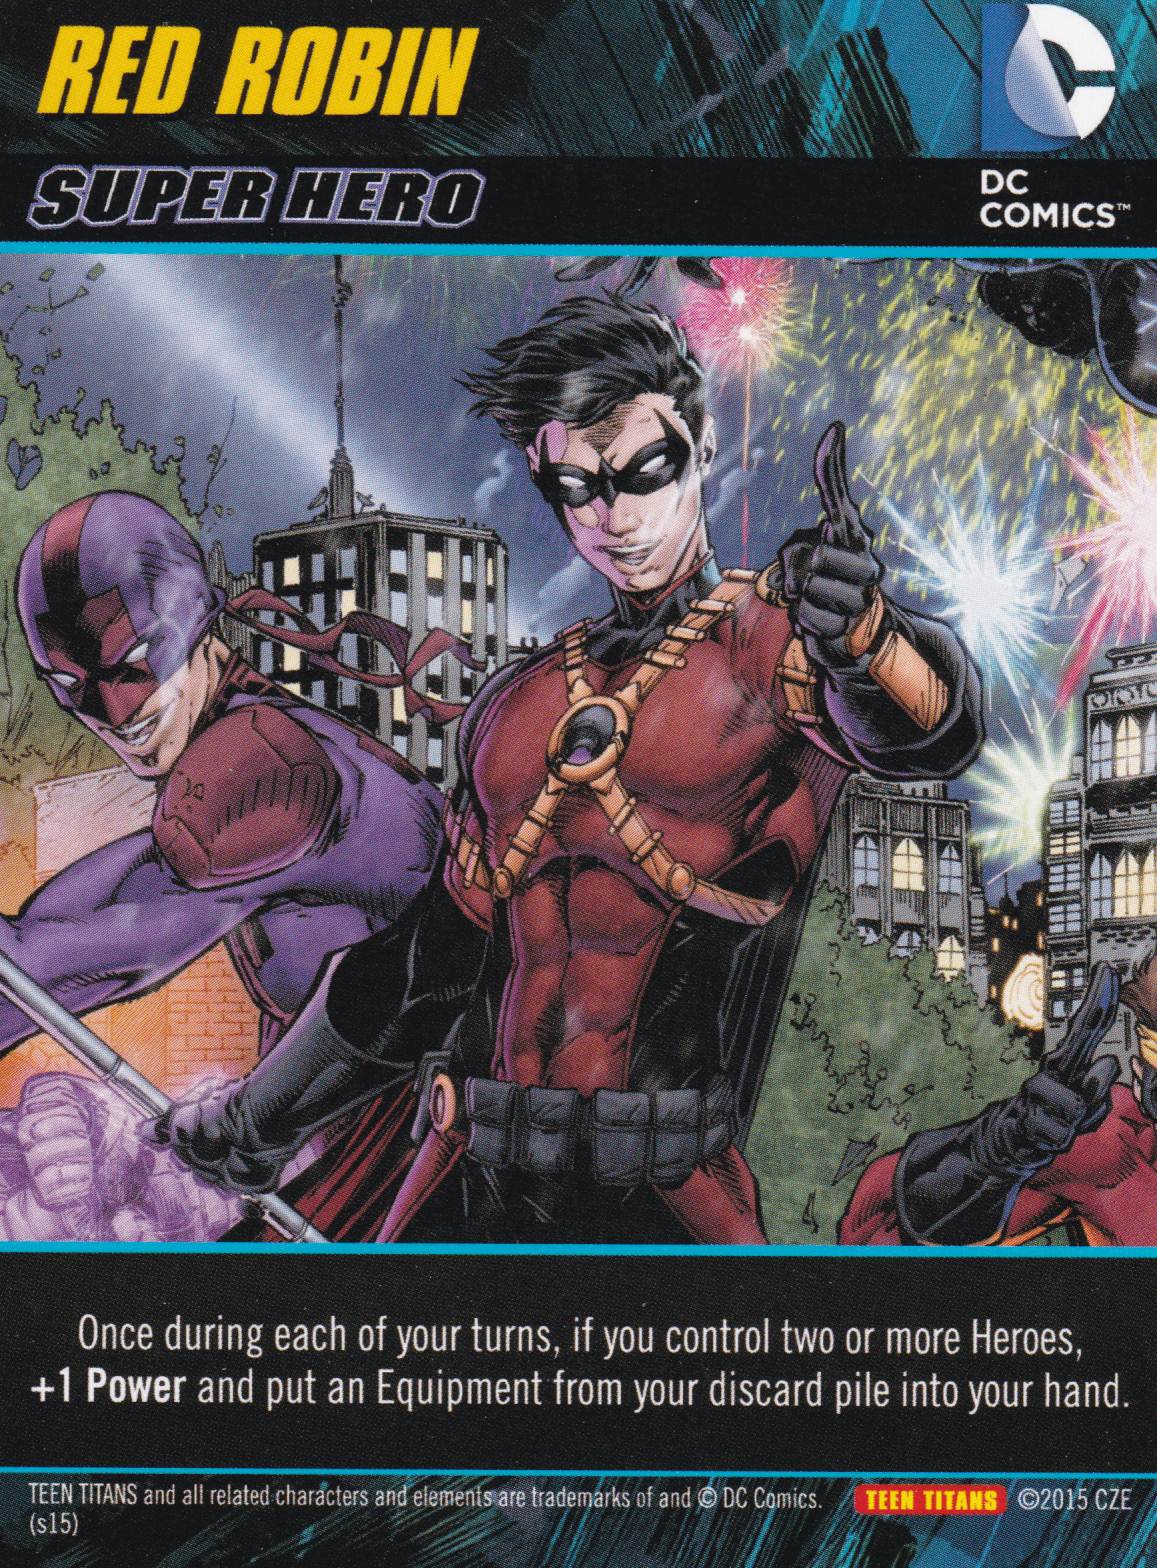 RED ROBIN
SUPER HERO
DC
COMICS™
Once during each of your turns, if you control two or more Heroes,
+1 Power and put an Equipment from your discard pile into your hand.
TEEN TITANS and all related characters and elements are trademarks of and © DC Comics.
(s15)
TEEN TITANS
©2015 CZE